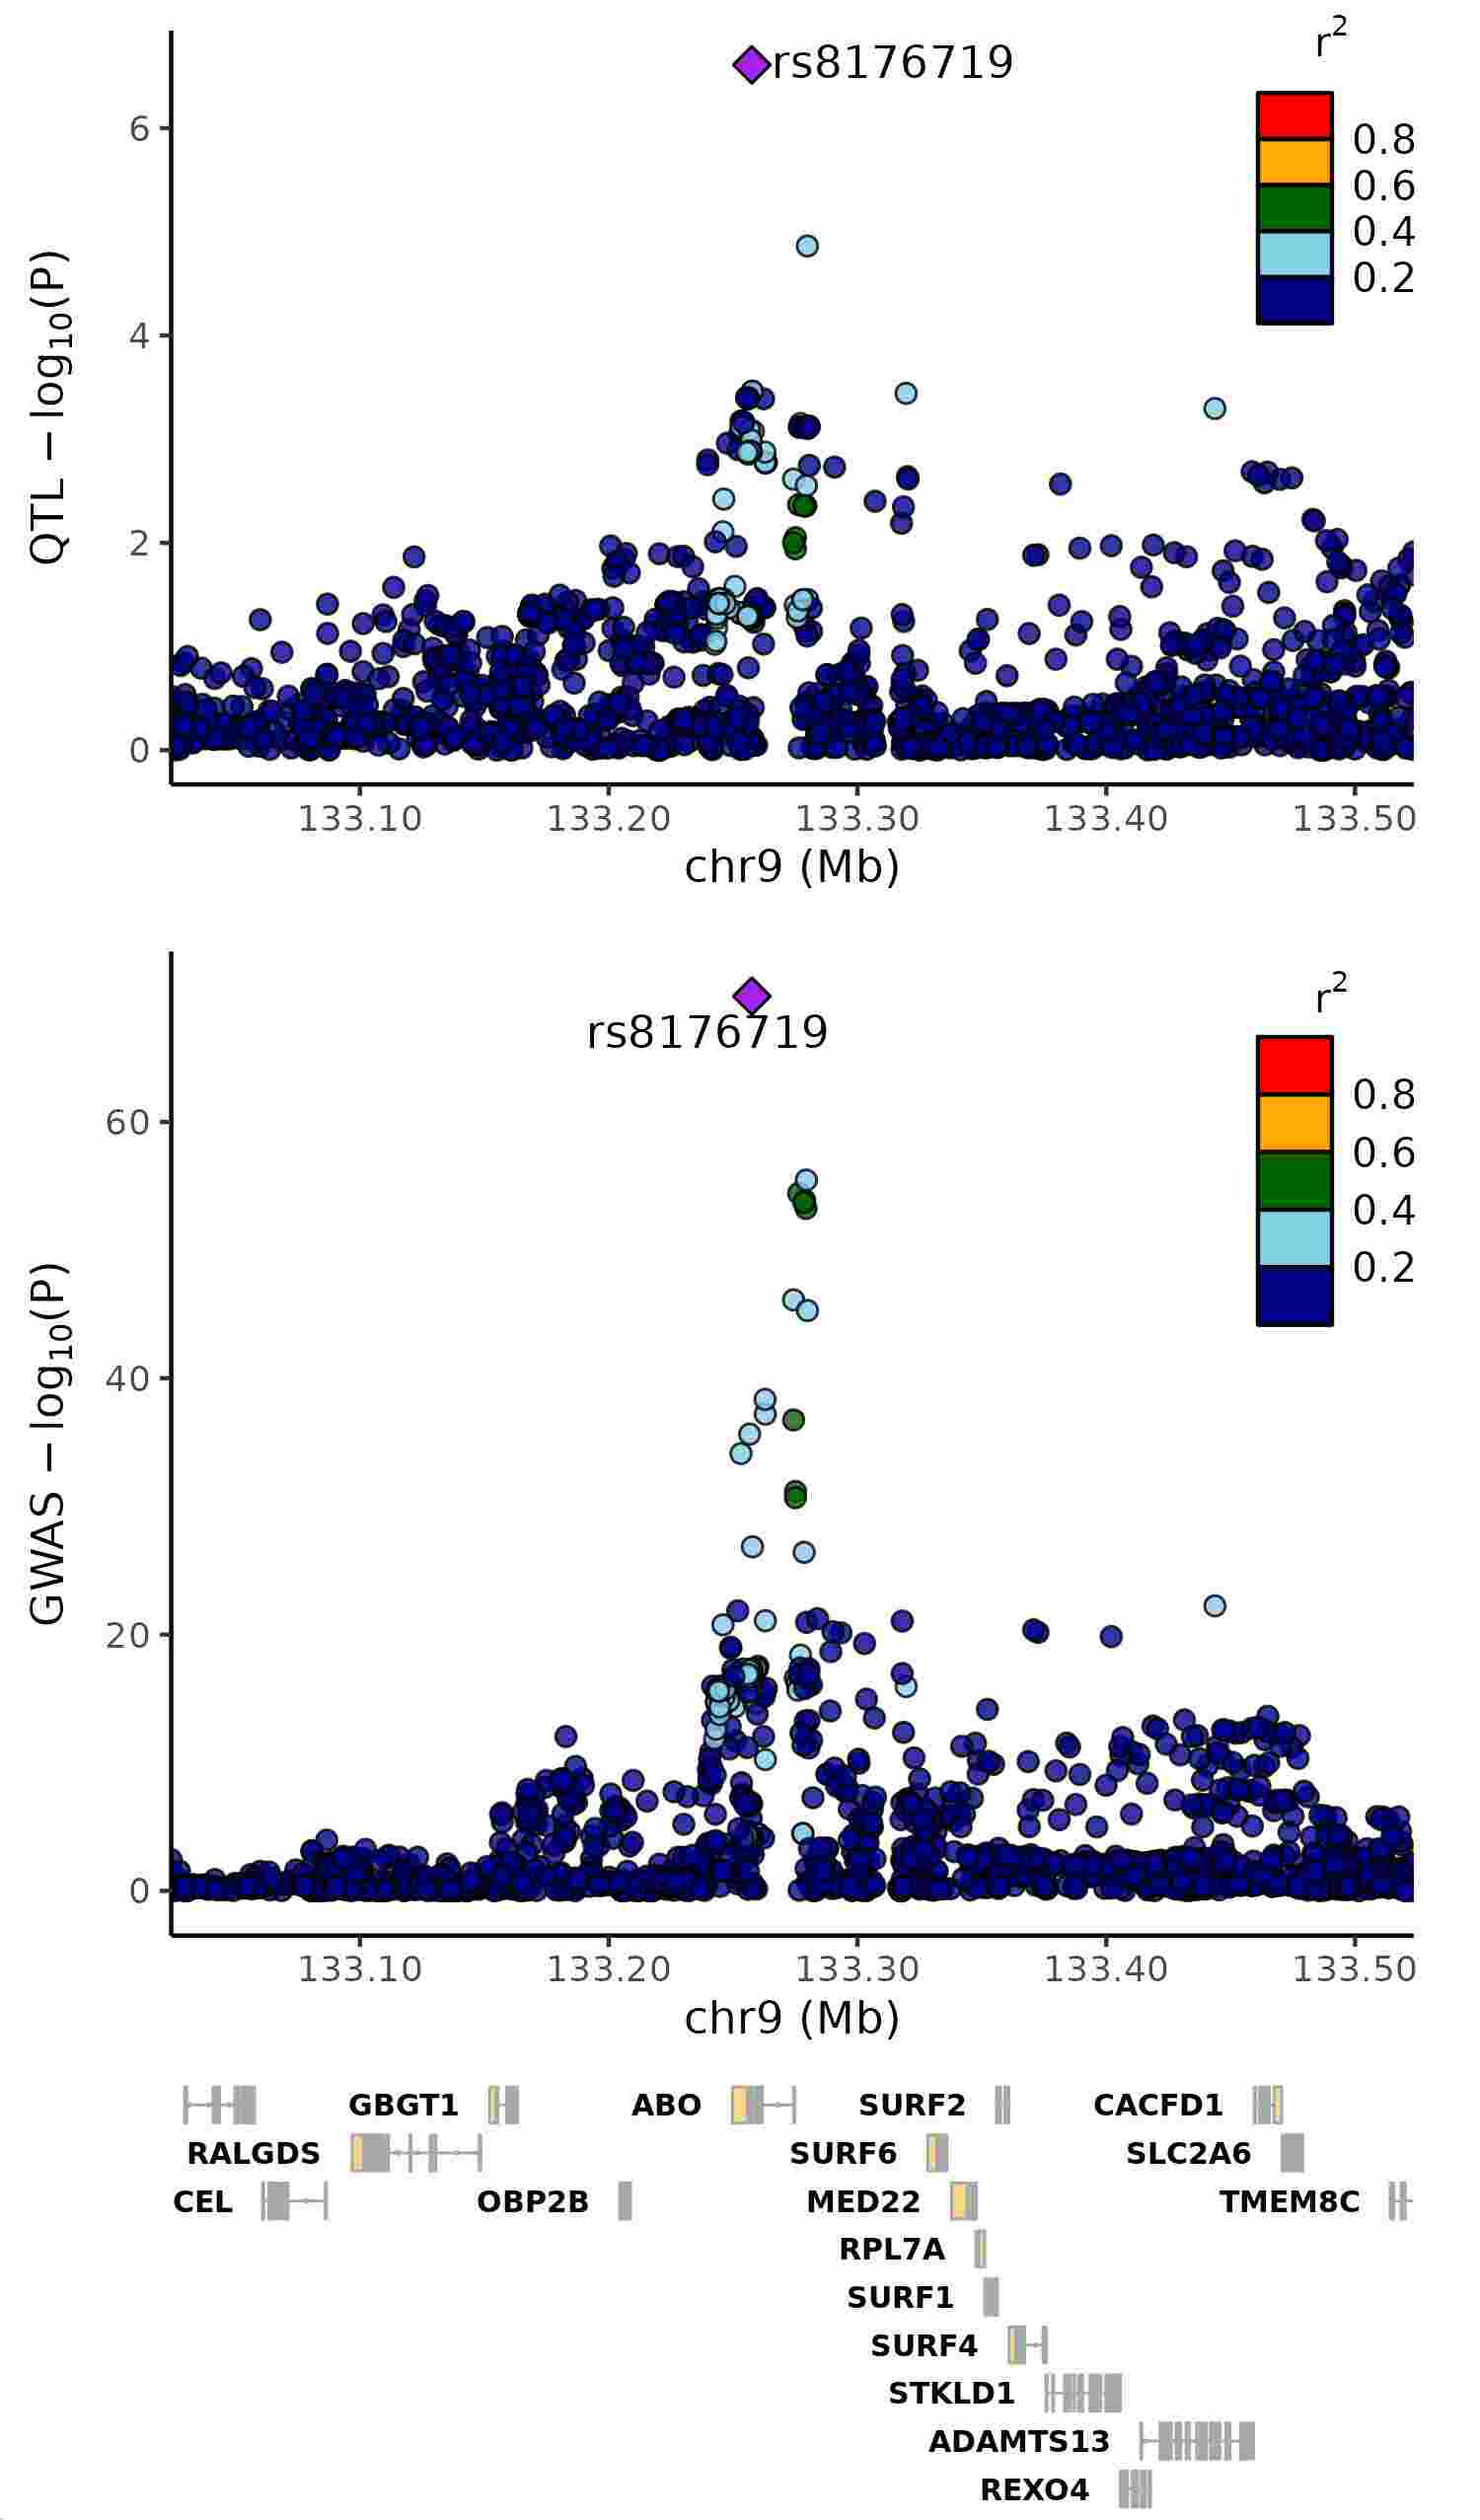 rs8176719
r2
0.8
0.6
0.4
0.2
QTL −log10(P)
6
4
2
0
133.10 133.20 133.30 133.40 133.50
chr9 (Mb)
rs8176719
r2
0.8
0.6
0.4
0.2
GWAS −log10(P)
60
40
20
0
133.10 133.20 133.30 133.40 133.50
chr9 (Mb)
GBGT1 ABO SURF2 CACFD1
RALGDS SURF6 SLC2A6
CEL OBP2B MED22 TMEM8C
RPL7A
SURF1
SURF4
STKLD1
ADAMTS13
REXO4